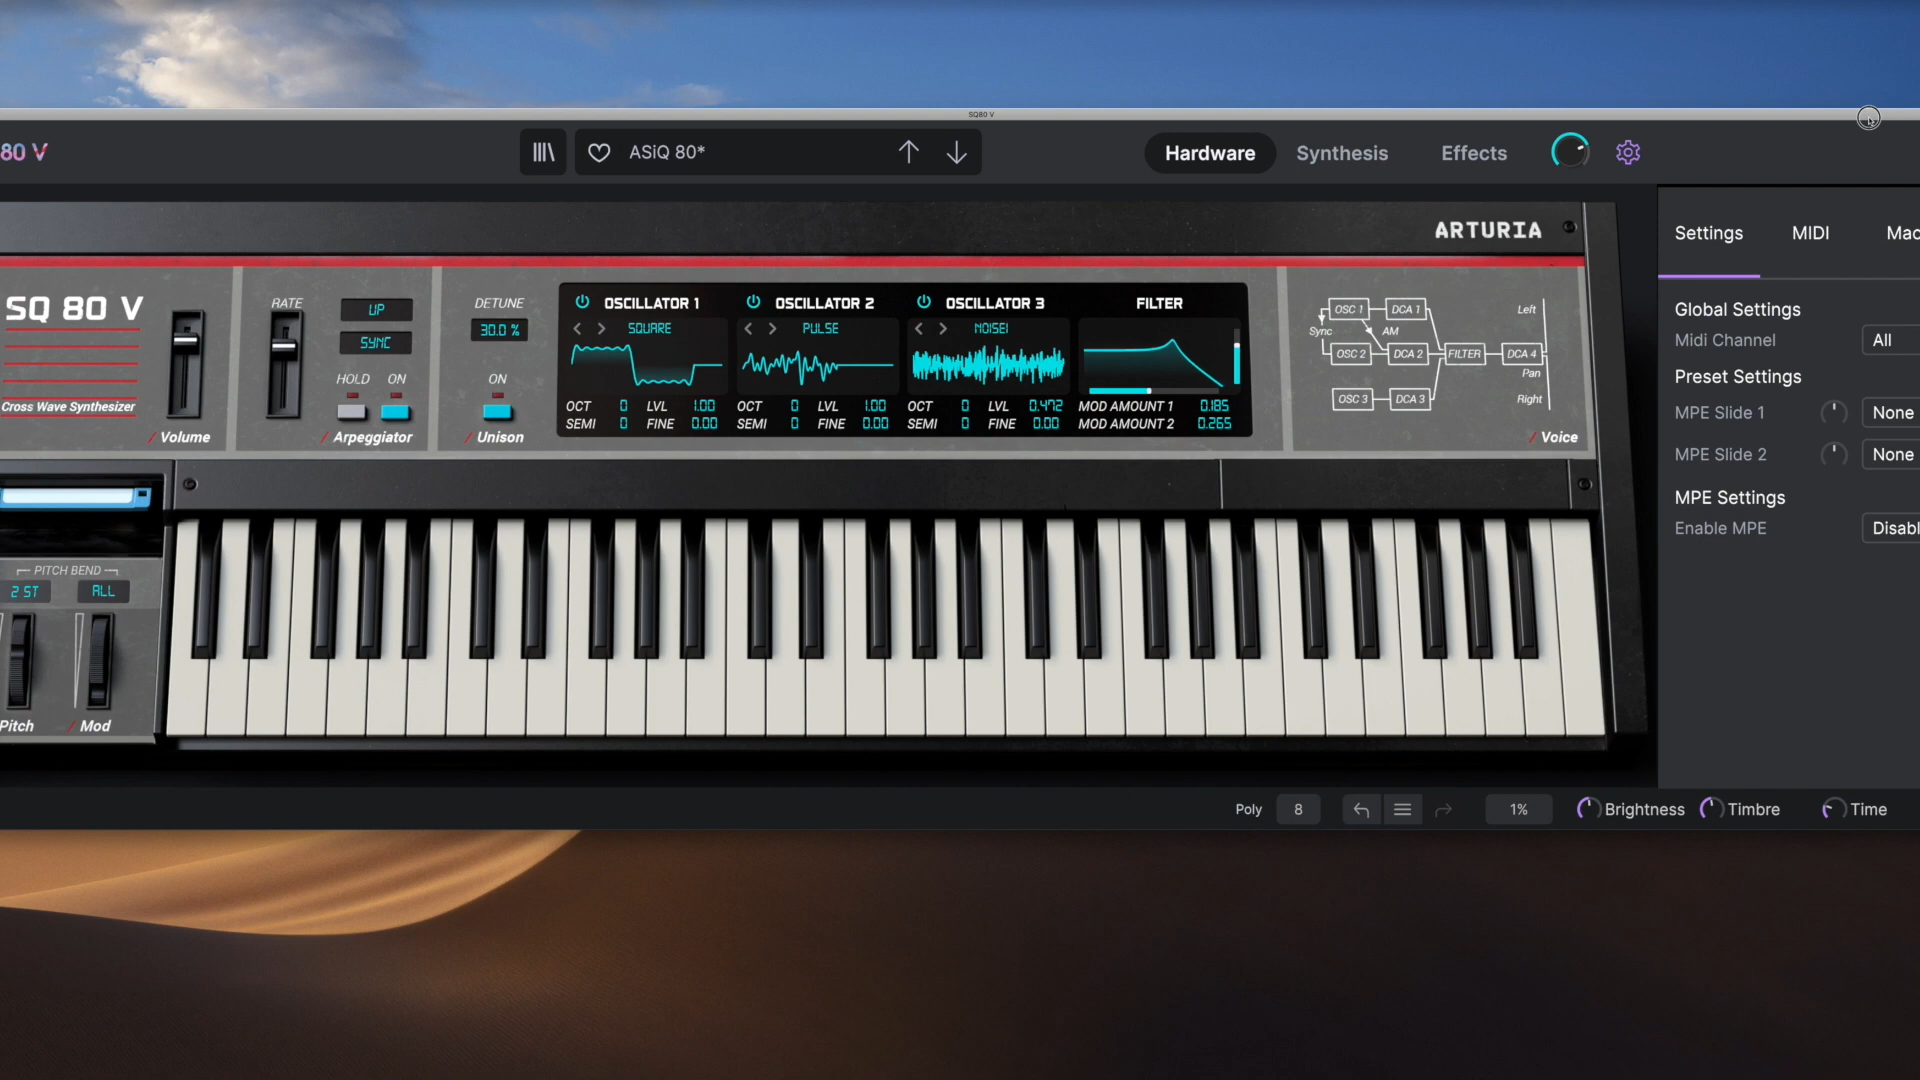 SQ80 V
80 V
ASiQ 80*
Hardware
Synthesis
Effects
ARTURIA
Settings
MIDI
Mac
SQ 80 V
Cross Wave Synthesizer
Volume
RATE
UP
SYNC
HOLD ON
Arpeggiator
DETUNE
30.0 %
ON
Unison
OSCILLATOR 1
SQUARE
OCT 0 LVL 1.00
SEMI 0 FINE 0.00
OSCILLATOR 2
PULSE
OCT 0 LVL 1.00
SEMI 0 FINE 0.00
OSCILLATOR 3
NOISE1
OCT 0 LVL 0.472
SEMI 0 FINE 0.00
FILTER
MOD AMOUNT 1 0.185
MOD AMOUNT 2 0.265
OSC 1 DCA 1 Left
Sync AM
OSC 2 DCA 2 FILTER DCA 4
Pan
OSC 3 DCA 3 Right
Voice
Global Settings
Midi Channel All
Preset Settings
MPE Slide 1 None
MPE Slide 2 None
MPE Settings
Enable MPE Disabl
PITCH BEND
2 ST ALL
Pitch Mod
Poly 8 1% Brightness Timbre Time